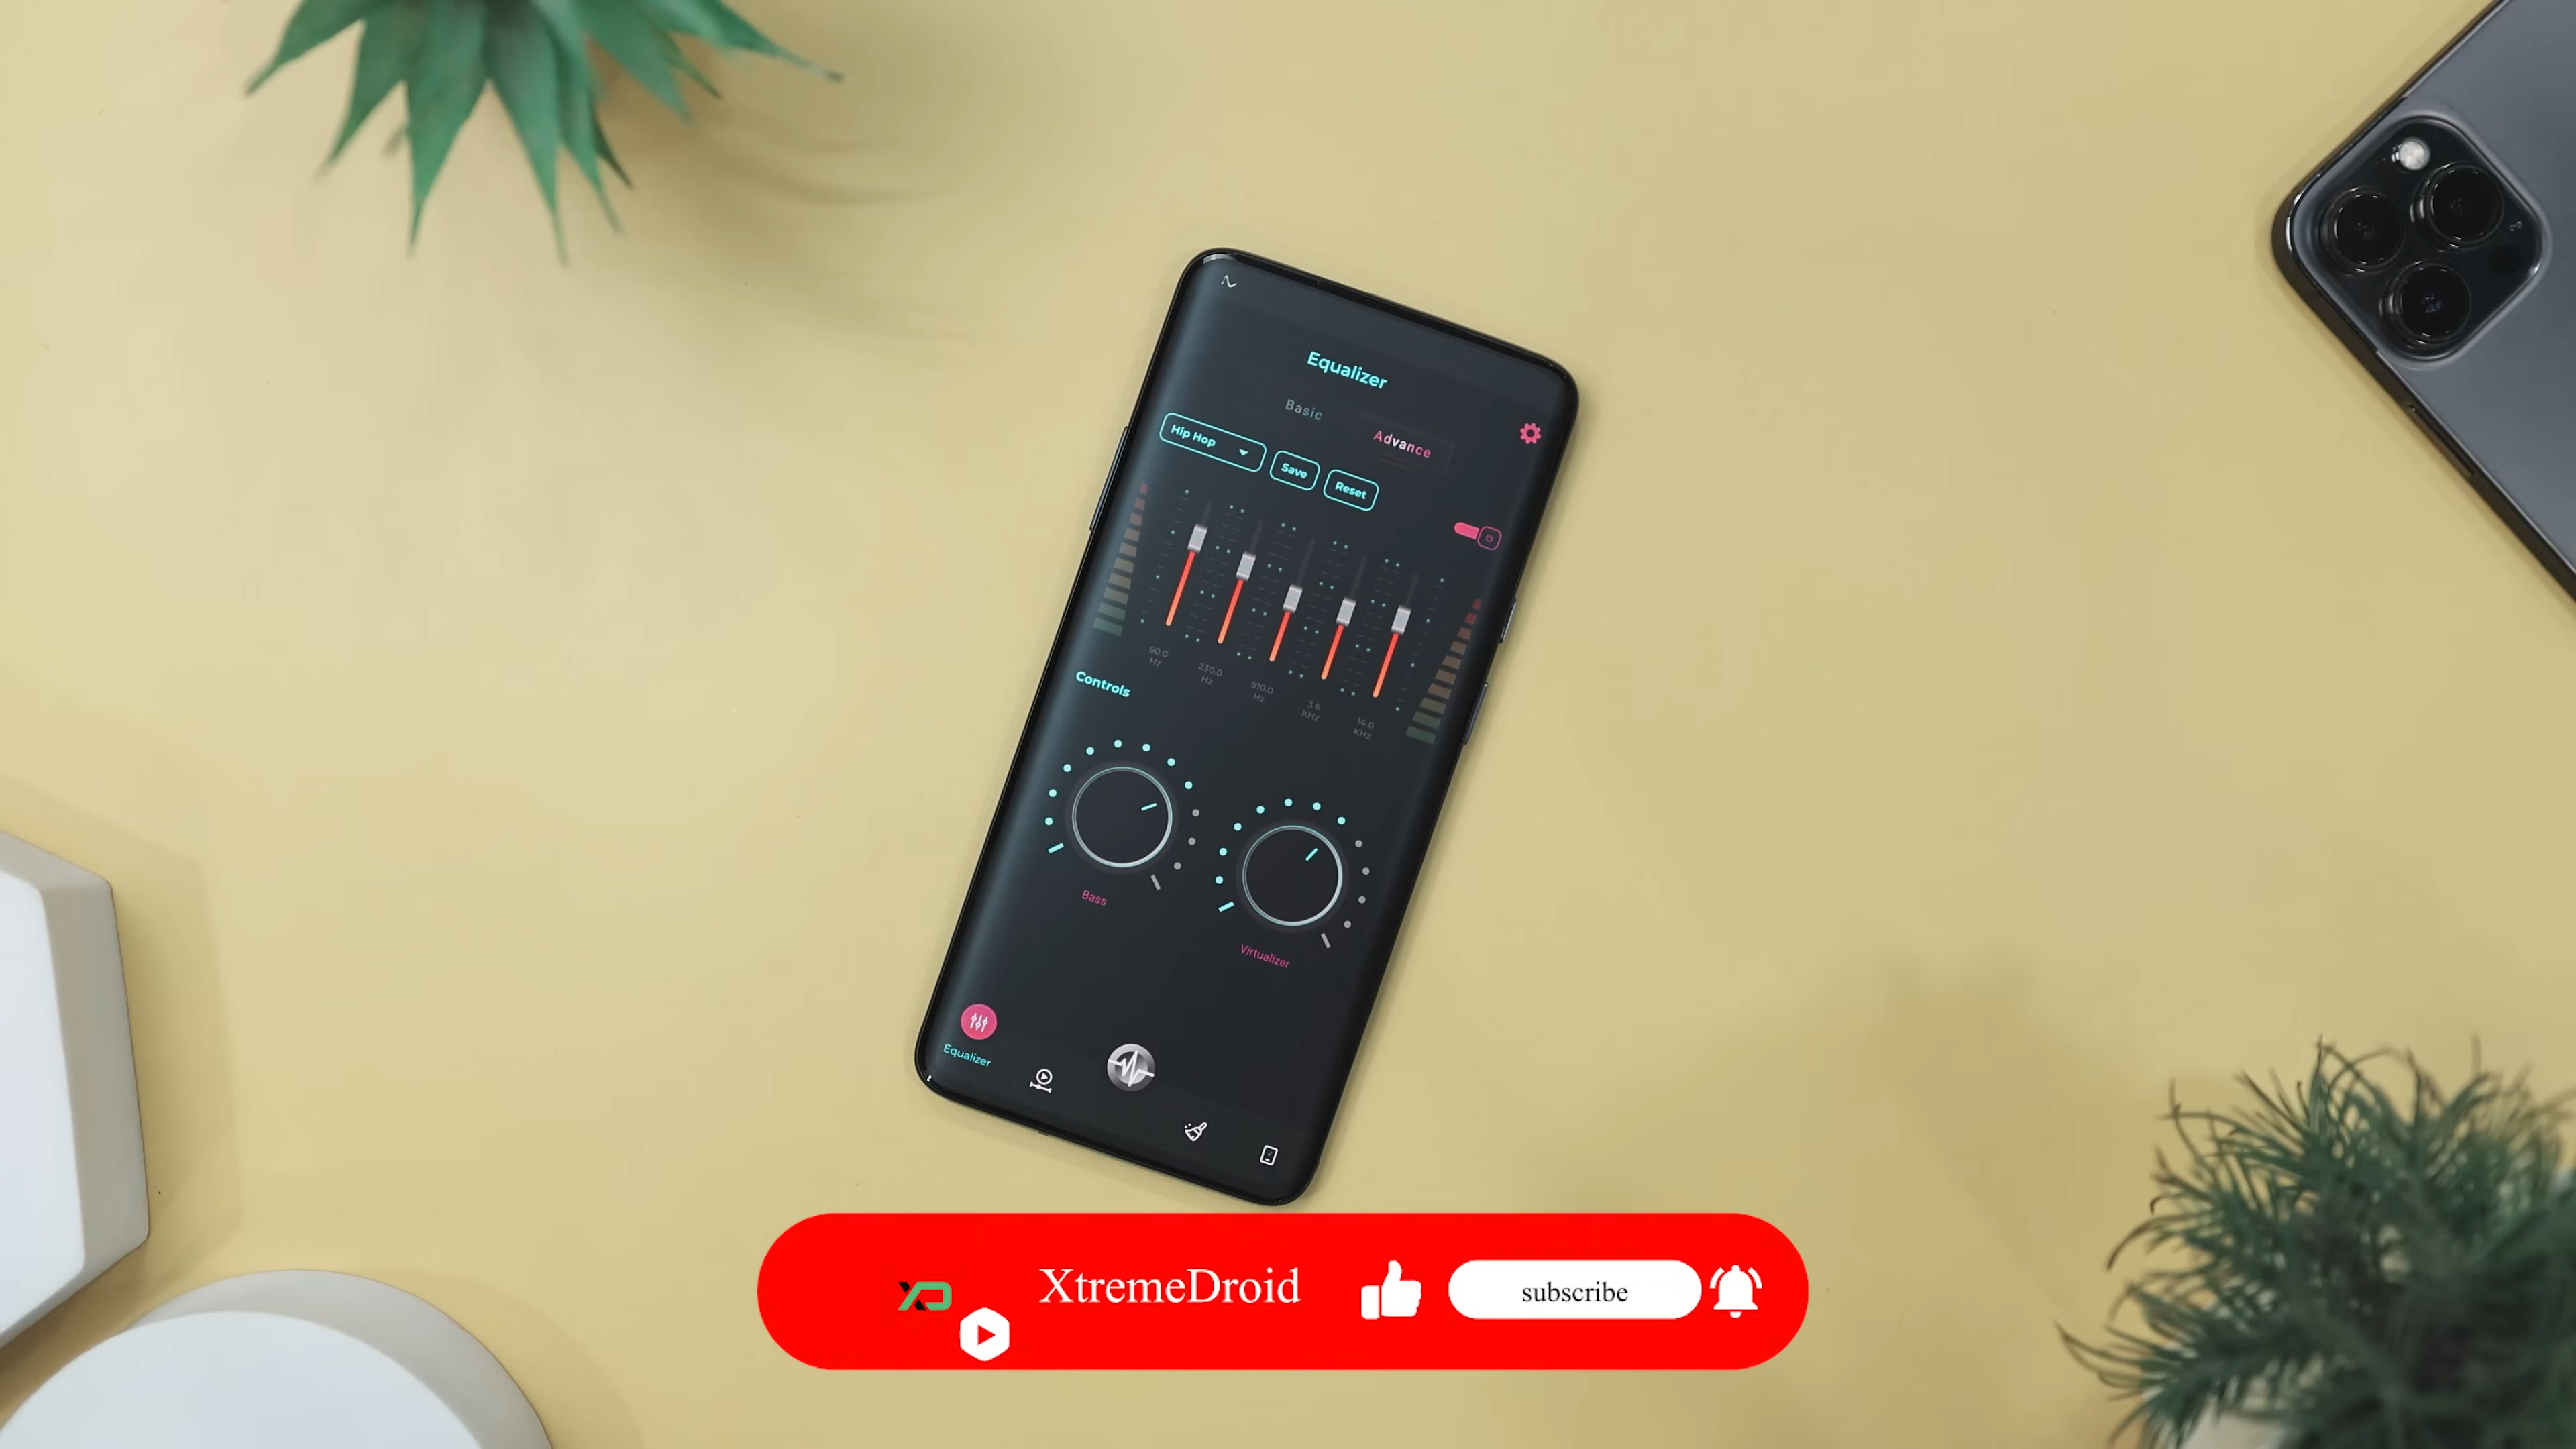 Equalizer
Basic
Advance
Hip Hop
Save
Reset
60.0
Hz
230.0
Hz
910.0
Hz
3.6
KHz
14.0
KHz
Controls
Bass
Virtualizer
Equalizer
XD
XtremeDroid
subscribe